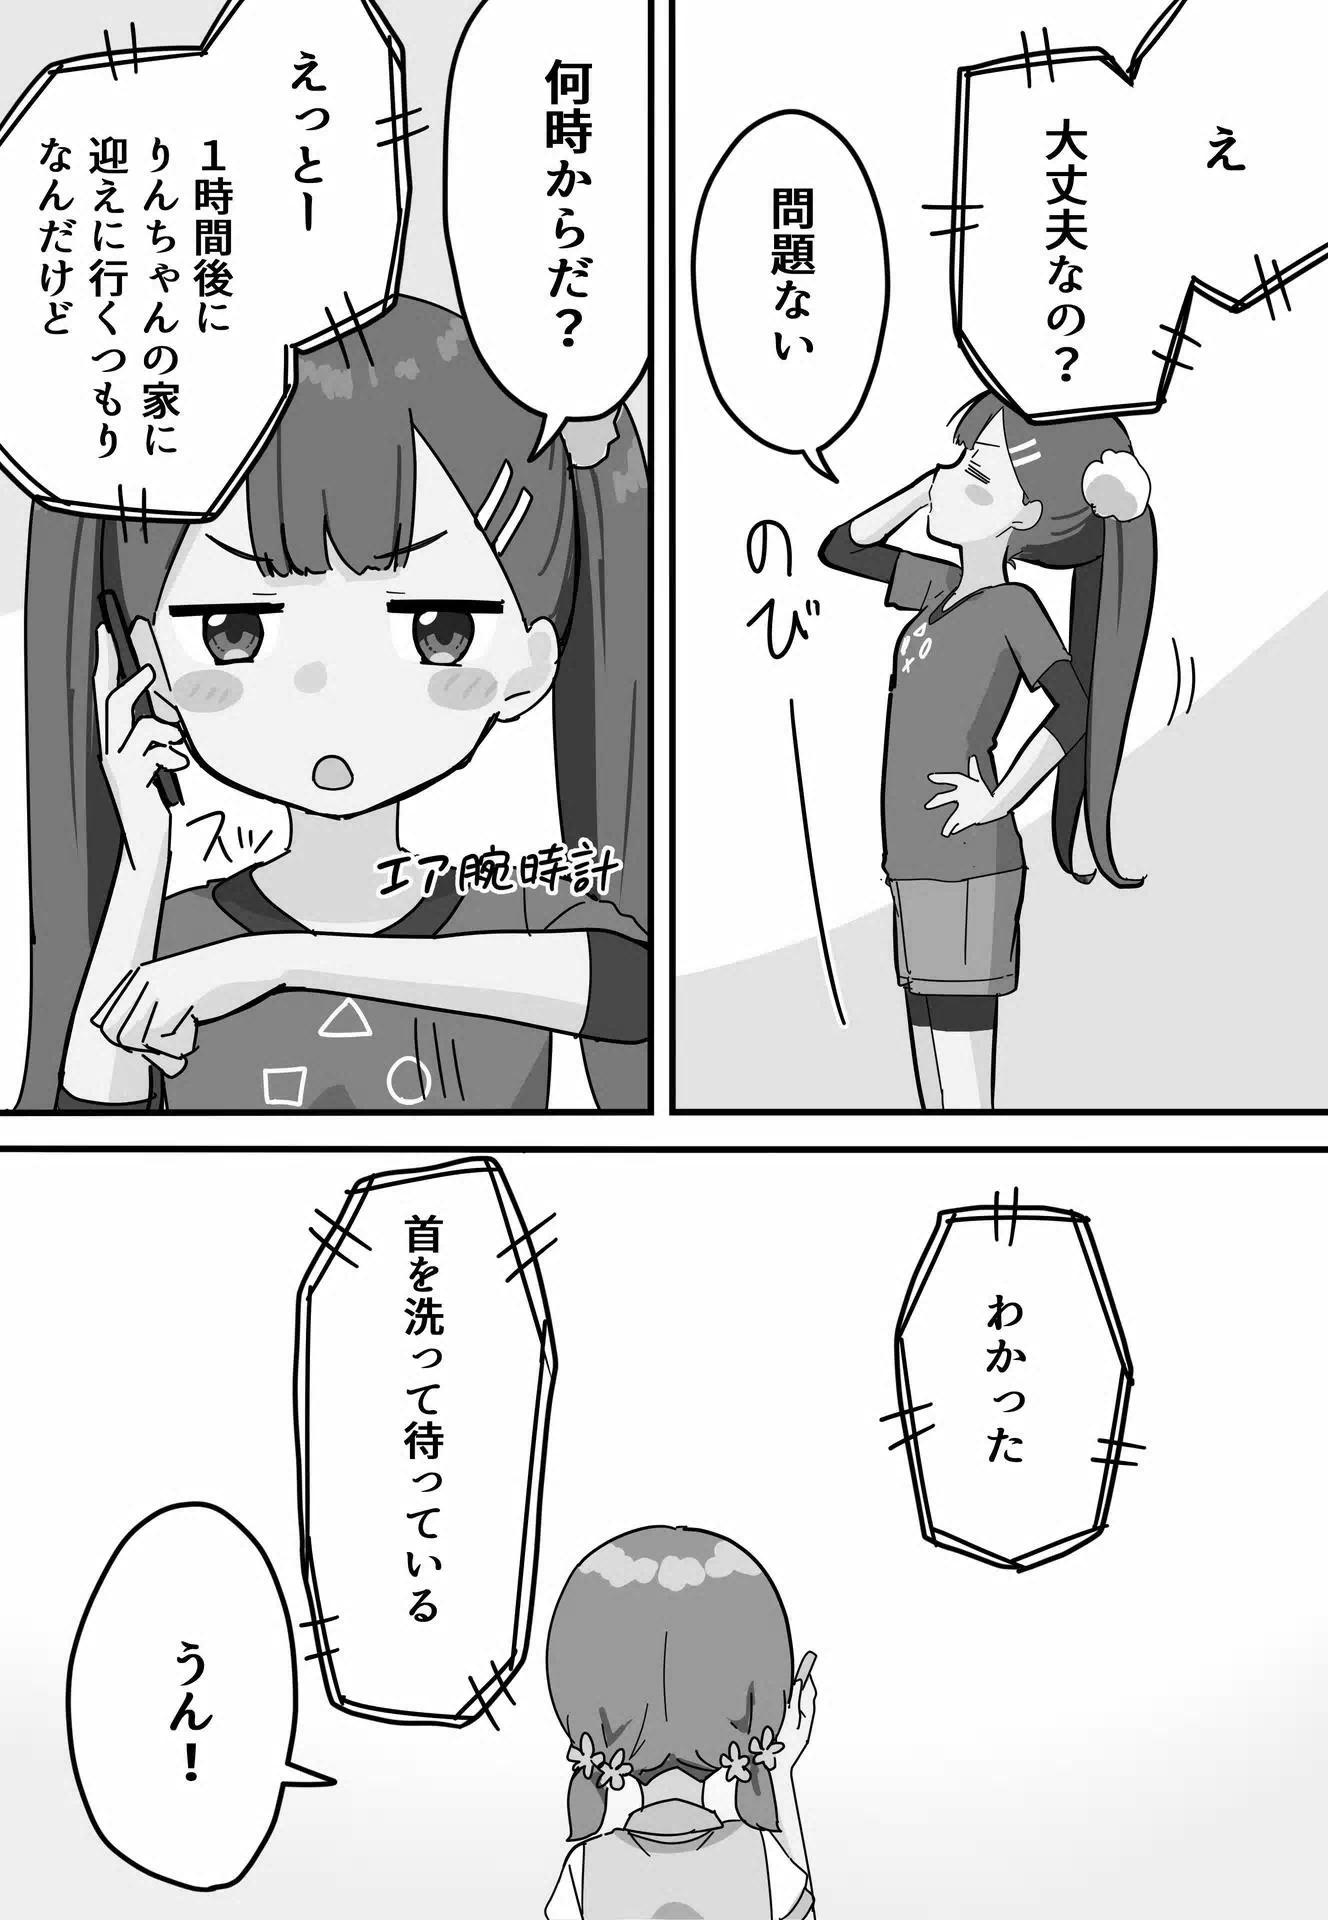 え
大丈夫なの?
問題ない
のび
何時からだ?
えっとー
1時間後に
りんちゃんの家に
迎えに行くつもり
なんだけど
スッ
エア腕時計
わかった
首を洗って待っている
うん!